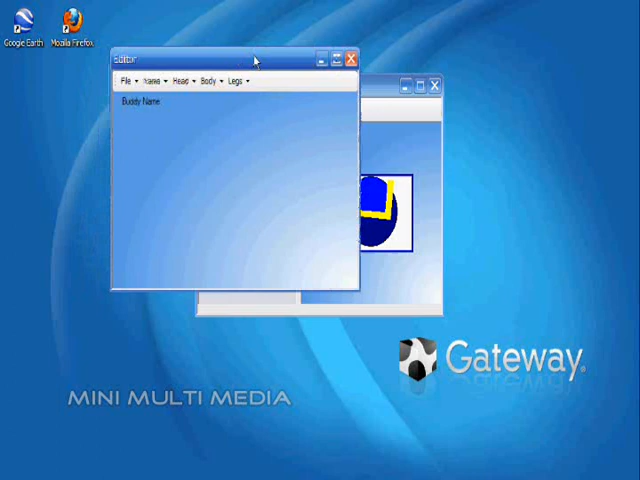 Google Earth
Mozilla Firefox
Editor
File Name Head Body Legs
Buddy Name
Gateway
MINI MULTI MEDIA